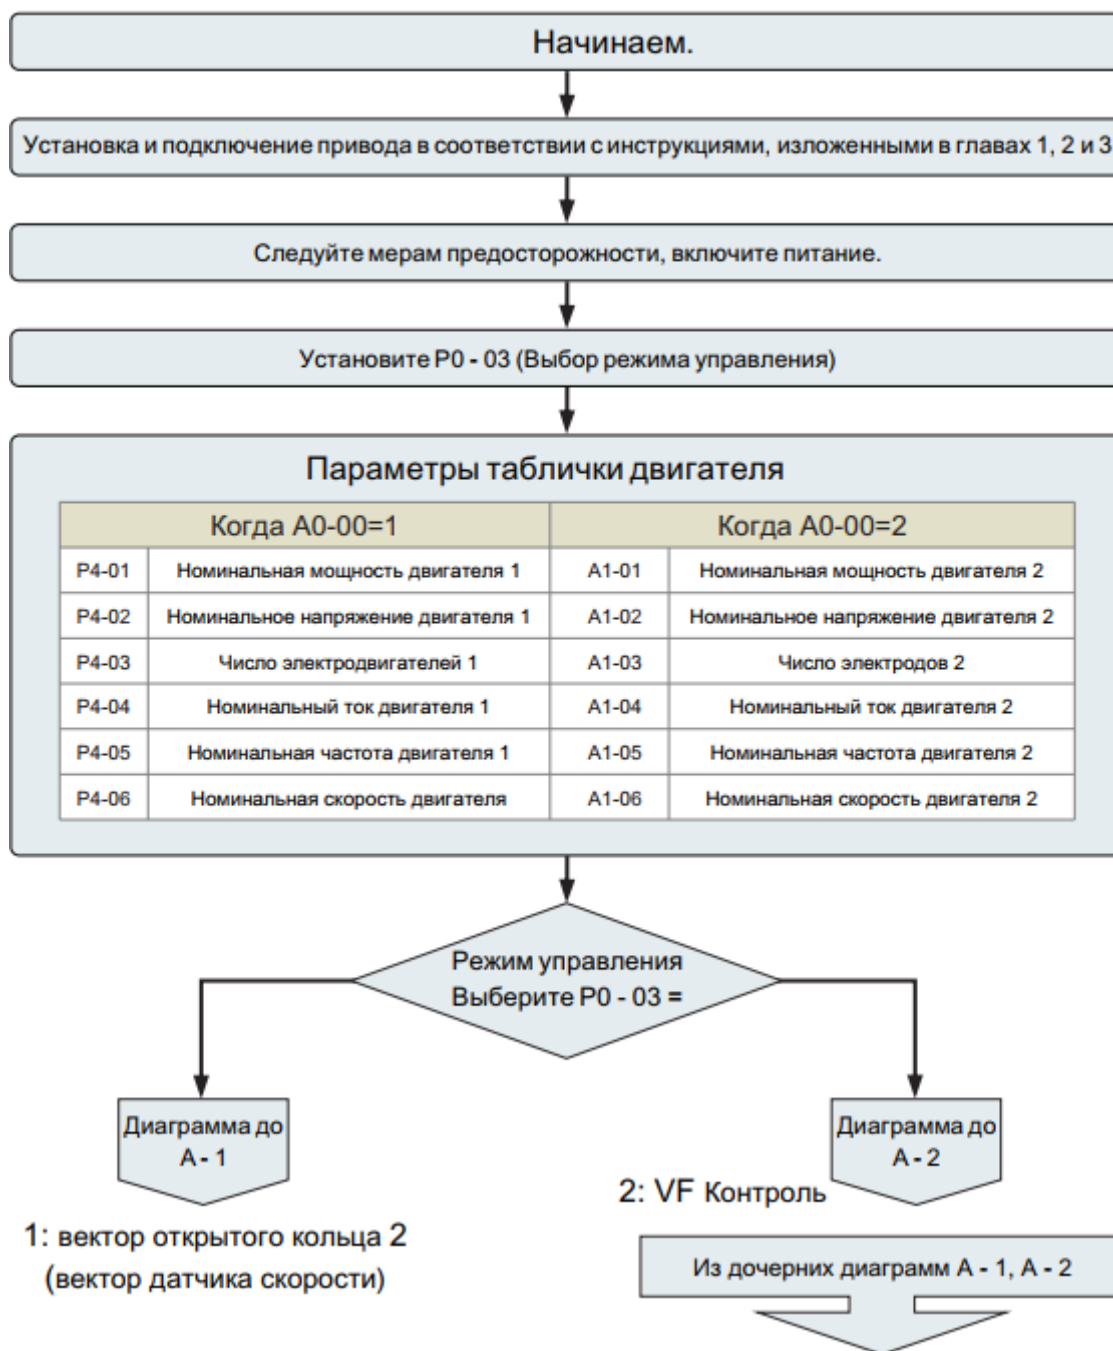 Начинаем.
Установка и подключение привода в соответствии с инструкциями, изложенными в главах 1, 2 и 3
Следуйте мерам предосторожности, включите питание.
Установите P0 - 03 (Выбор режима управления)
Параметры таблички двигателя
Когда A0-00=1 Когда A0-00=2
P4-01 Номинальная мощность двигателя 1 A1-01 Номинальная мощность двигателя 2
P4-02 Номинальное напряжение двигателя 1 A1-02 Номинальное напряжение двигателя 2
P4-03 Число электродвигателей 1 A1-03 Число электродов 2
P4-04 Номинальный ток двигателя 1 A1-04 Номинальный ток двигателя 2
P4-05 Номинальная частота двигателя 1 A1-05 Номинальная частота двигателя 2
P4-06 Номинальная скорость двигателя A1-06 Номинальная скорость двигателя 2
Режим управления
Выберите P0 - 03 =
Диаграмма до
A - 1
1: вектор открытого кольца 2
(вектор датчика скорости)
Диаграмма до
A - 2
2: VF Контроль
Из дочерних диаграмм A - 1, A - 2